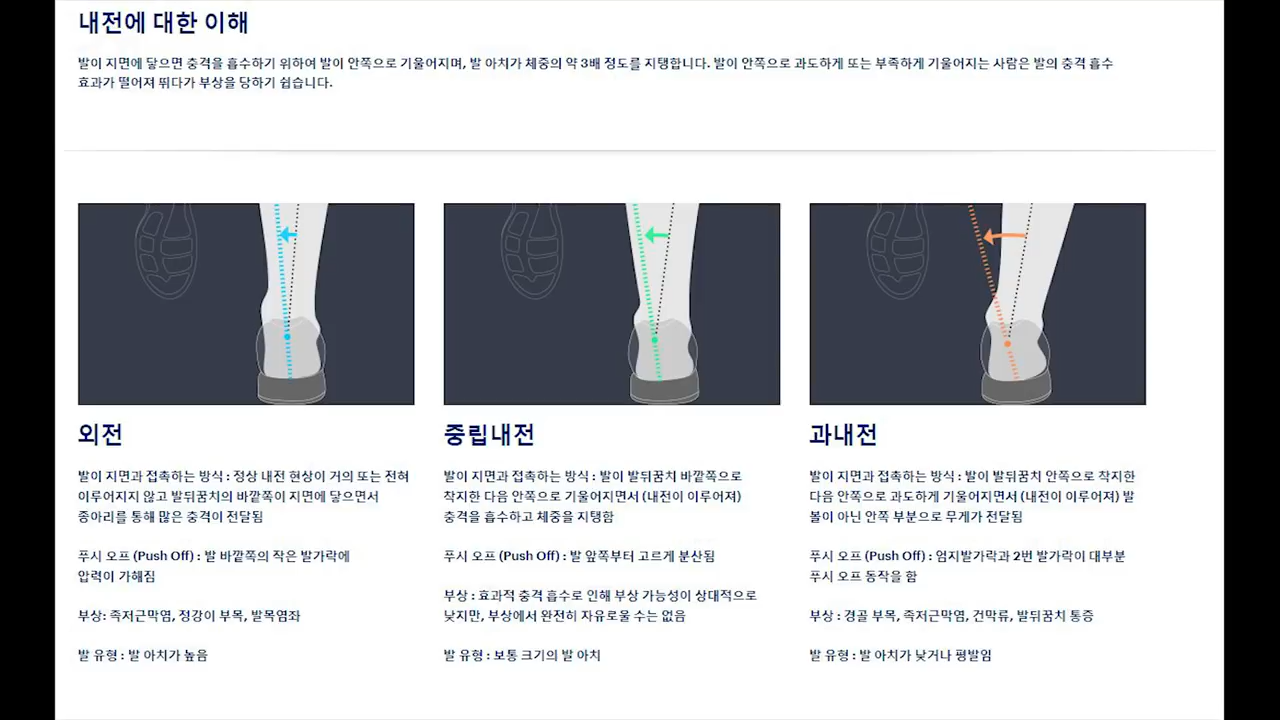 내전에 대한 이해
발이 지면에 닿으면 충격을 흡수하기 위하여 발이 안쪽으로 기울어지며, 발 아치가 체중의 약 3배 정도를 지탱합니다. 발이 안쪽으로 과도하게 또는 부족하게 기울어지는 사람은 발의 충격 흡수
효과가 떨어져 뛰다가 부상을 당하기 쉽습니다.
외전
발이 지면과 접촉하는 방식 : 정상 내전 현상이 거의 또는 전혀
이루어지지 않고 발뒤꿈치의 바깥쪽이 지면에 닿으면서
종아리를 통해 많은 충격이 전달됨
푸시 오프 (Push Off) : 발 바깥쪽의 작은 발가락에
압력이 가해짐
부상: 족저근막염, 정강이 부목, 발목염좌
발 유형 : 발 아치가 높음
중립내전
발이 지면과 접촉하는 방식 : 발이 발뒤꿈치 바깥쪽으로
착지한 다음 안쪽으로 기울어지면서 (내전이 이루어져)
충격을 흡수하고 체중을 지탱함
푸시 오프 (Push Off) : 발 앞쪽부터 고르게 분산됨
부상 : 효과적 충격 흡수로 인해 부상 가능성이 상대적으로
낮지만, 부상에서 완전히 자유로울 수는 없음
발 유형 : 보통 크기의 발 아치
과내전
발이 지면과 접촉하는 방식 : 발이 발뒤꿈치 안쪽으로 착지한
다음 안쪽으로 과도하게 기울어지면서 (내전이 이루어져) 발
볼이 아닌 안쪽 부분으로 무게가 전달됨
푸시 오프 (Push Off) : 엄지발가락과 2번 발가락이 대부분
푸시 오프 동작을 함
부상 : 경골 부목, 족저근막염, 건막류, 발뒤꿈치 통증
발 유형 : 발 아치가 낮거나 평발임